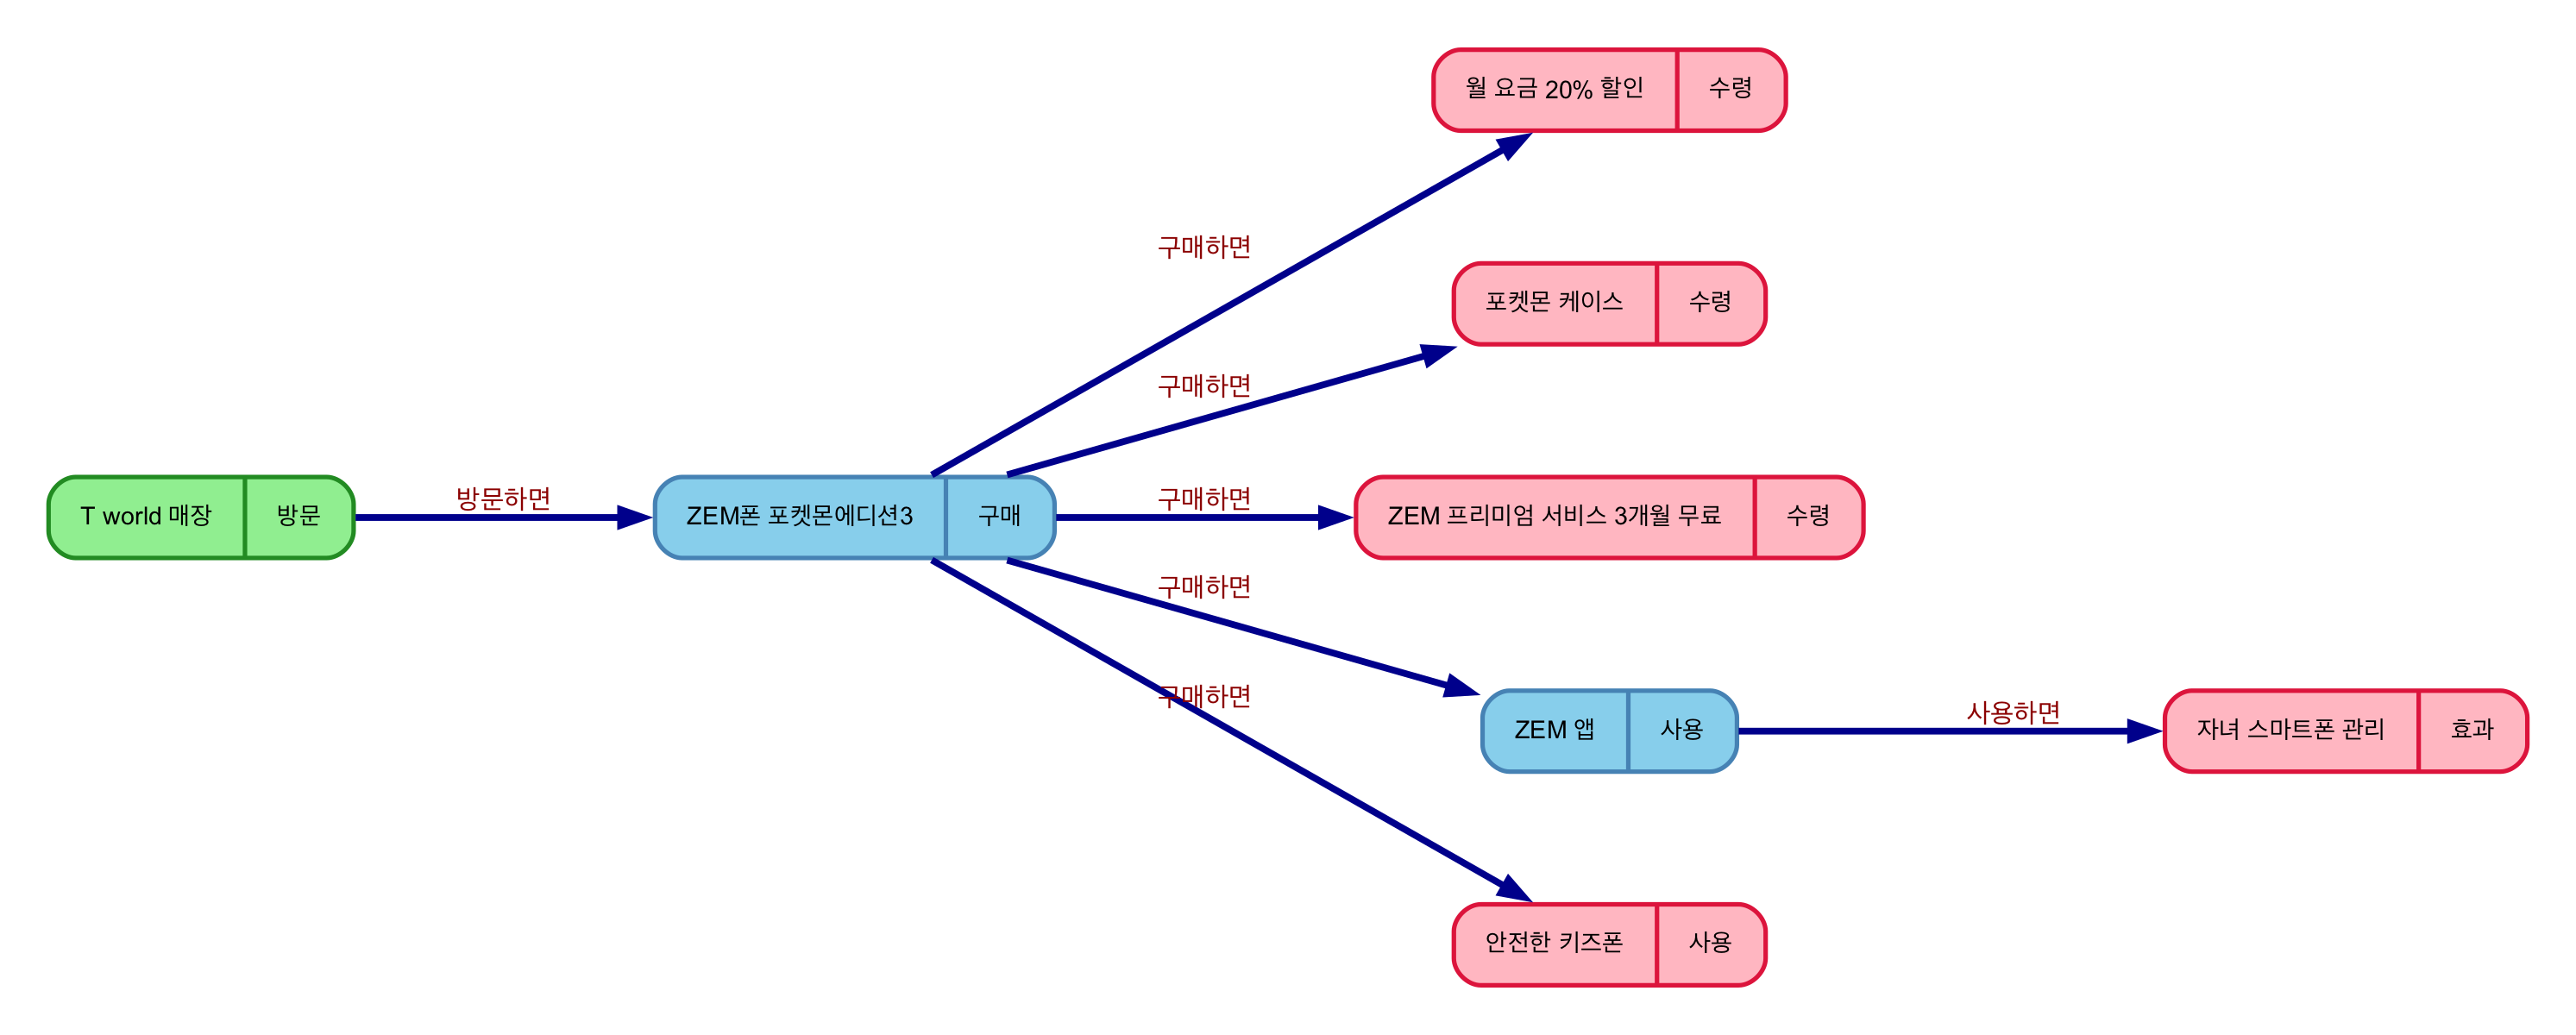 월 요금 20% 할인 수령
구매하면
포켓몬 케이스 수령
구매하면
T world 매장 방문
방문하면
ZEM폰 포켓몬에디션3 구매
구매하면
ZEM 프리미엄 서비스 3개월 무료 수령
구매하면
구매하면
ZEM 앱 사용
사용하면
자녀 스마트폰 관리 효과
안전한 키즈폰 사용